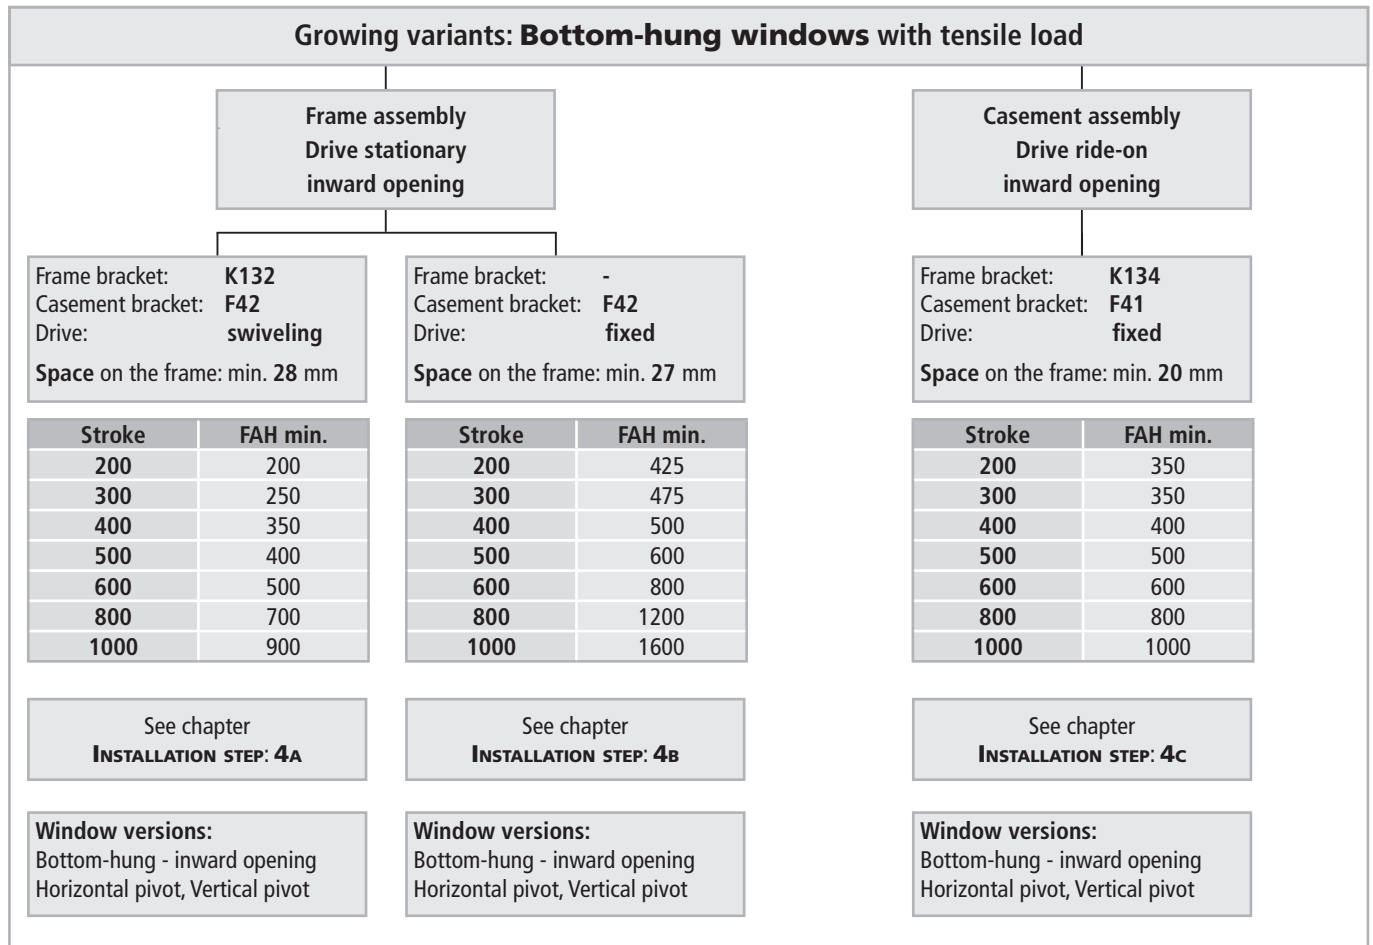 Growing variants: Bottom-hung windows with tensile load
Frame assembly
Drive stationary
inward opening
Frame bracket: K132
Casement bracket: F42
Drive: swiveling
Space on the frame: min. 28 mm
Stroke FAH min.
200 200
300 250
400 350
500 400
600 500
800 700
1000 900
See chapter
INSTALLATION STEP: 4A
Window versions:
Bottom-hung - inward opening
Horizontal pivot, Vertical pivot
Frame bracket: -
Casement bracket: F42
Drive: fixed
Space on the frame: min. 27 mm
Stroke FAH min.
200 425
300 475
400 500
500 600
600 800
800 1200
1000 1600
See chapter
INSTALLATION STEP: 4B
Window versions:
Bottom-hung - inward opening
Horizontal pivot, Vertical pivot
Casement assembly
Drive ride-on
inward opening
Frame bracket: K134
Casement bracket: F41
Drive: fixed
Space on the frame: min. 20 mm
Stroke FAH min.
200 350
300 350
400 400
500 500
600 600
800 800
1000 1000
See chapter
INSTALLATION STEP: 4C
Window versions:
Bottom-hung - inward opening
Horizontal pivot, Vertical pivot